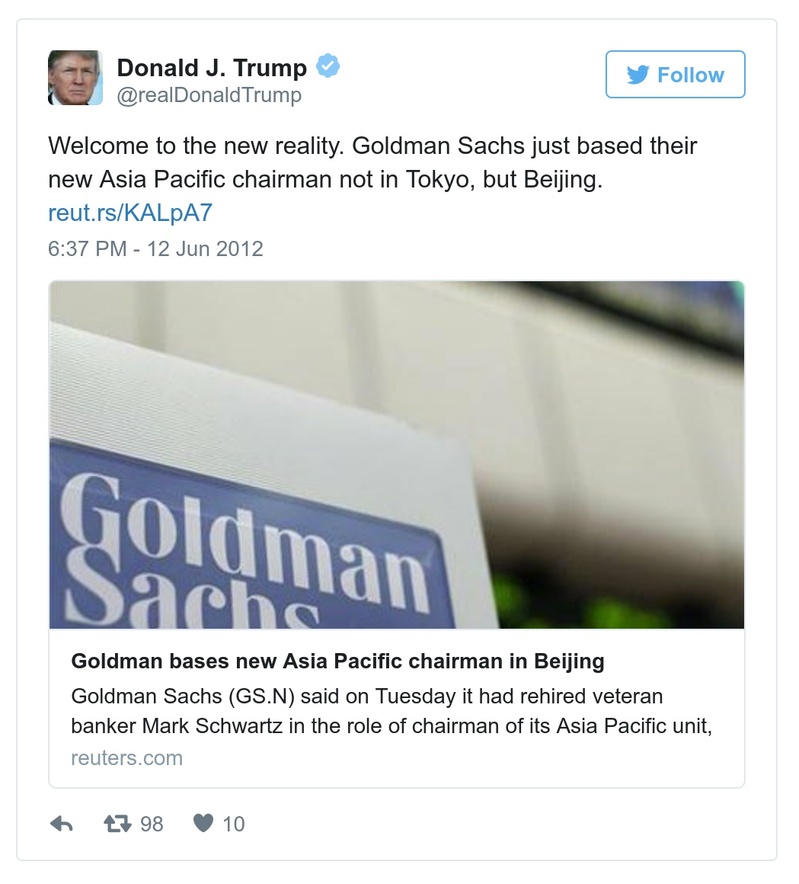 Donald J. Trump
@realDonaldTrump
Follow
Welcome to the new reality. Goldman Sachs just based their
new Asia Pacific chairman not in Tokyo, but Beijing.
reut.rs/KALpA7
6:37 PM - 12 Jun 2012
Goldman
Sachs
Goldman bases new Asia Pacific chairman in Beijing
Goldman Sachs (GS.N) said on Tuesday it had rehired veteran
banker Mark Schwartz in the role of chairman of its Asia Pacific unit,
reuters.com
98 10